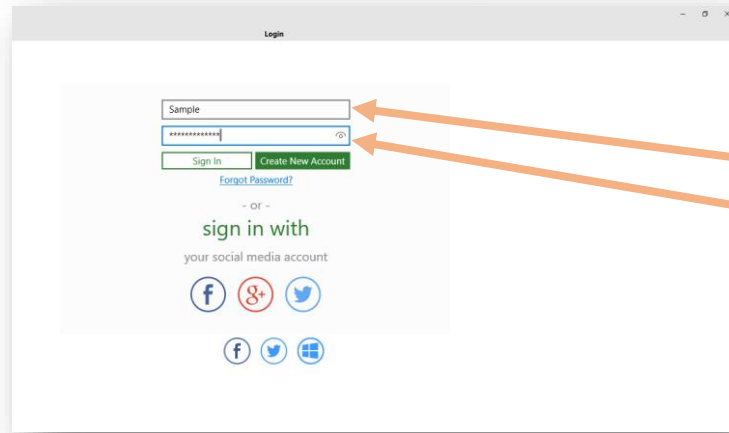 Login
Sample
*************
Sign In
Create New Account
Forgot Password?
- or -
sign in with
your social media account